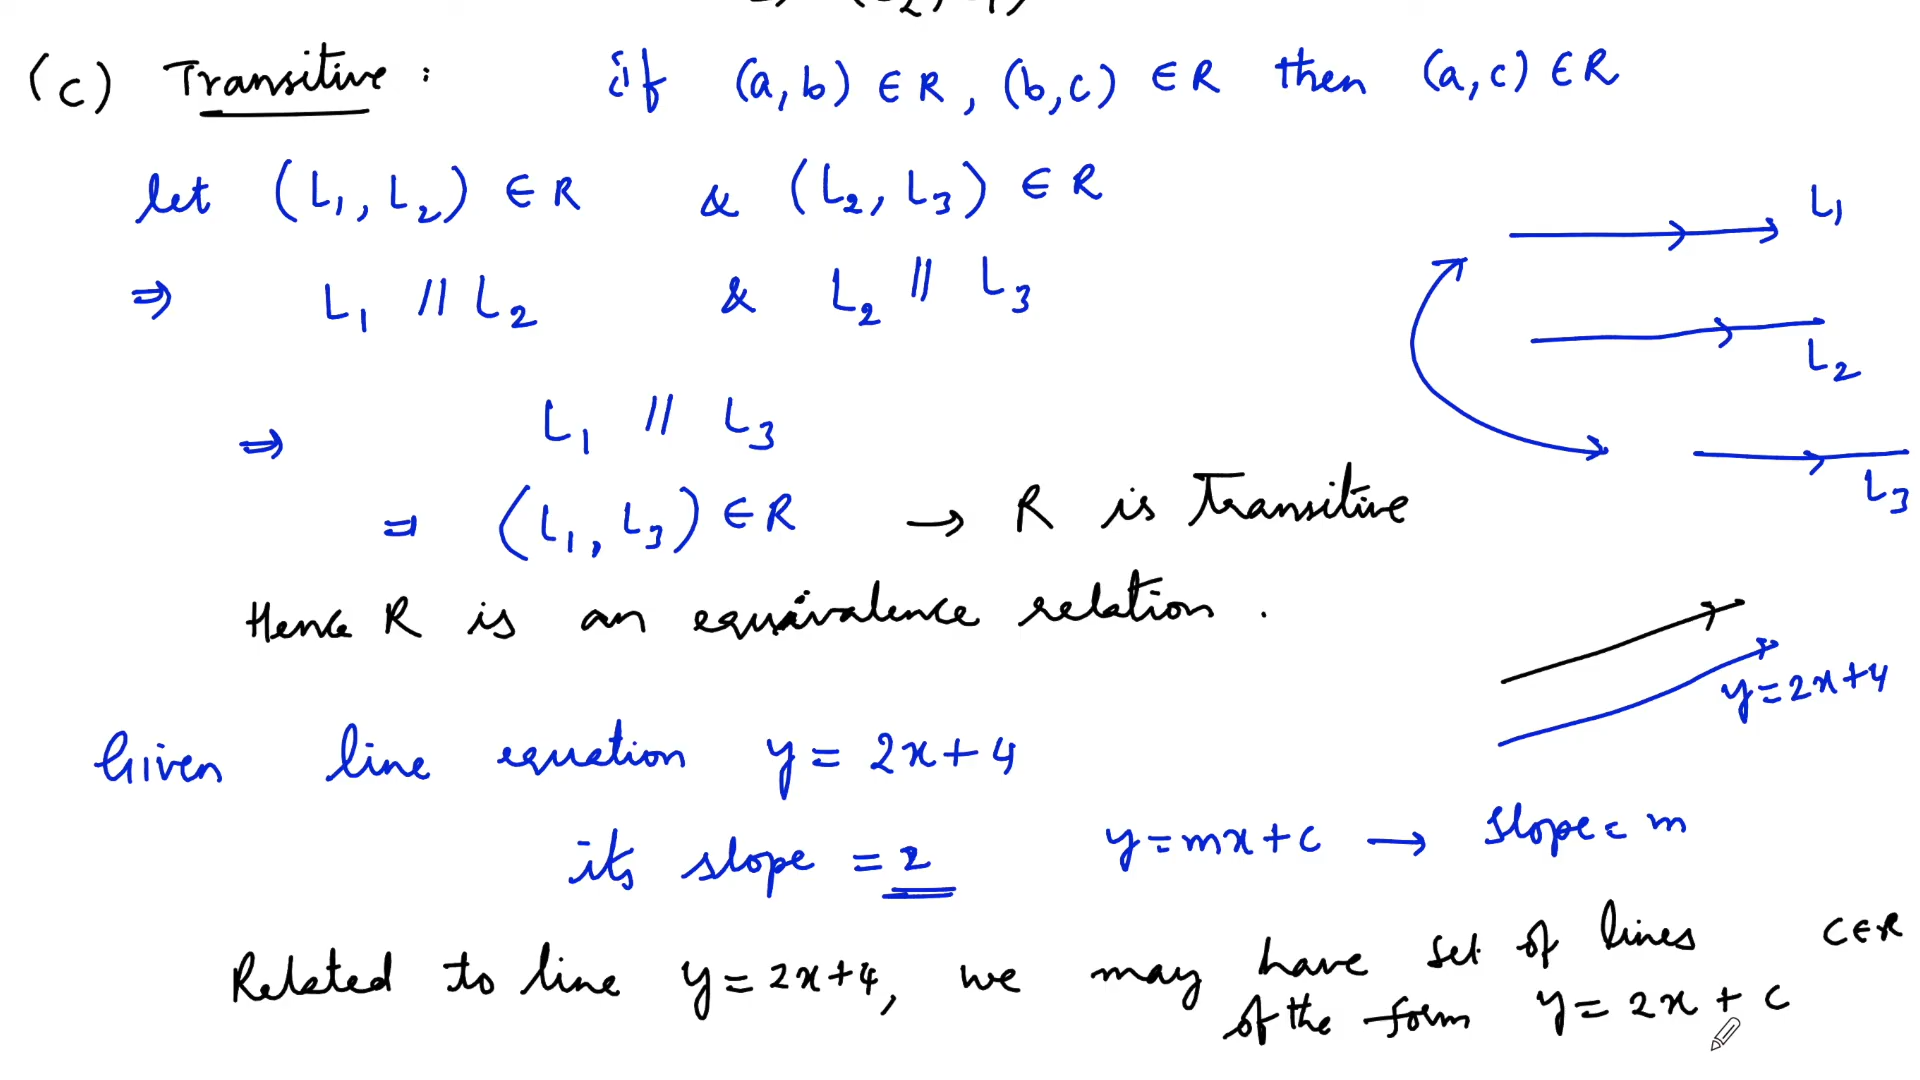 (c) Transitive : if (a,b) ∈ R, (b,c) ∈ R then (a,c) ∈ R
let (L₁, L₂) ∈ R & (L₂, L₃) ∈ R
⇒ L₁ // L₂ & L₂ // L₃
⇒ L₁ // L₃
⇒ (L₁, L₃) ∈ R → R is Transitive
Hence R is an equivalence relation .
L₁
L₂
L₃
y=2x+4
Given line equation y = 2x+4
its slope = 2 y=mx+c → slope = m
Related to line y=2x+4, we may have set of lines c∈R
of the form y= 2x + c